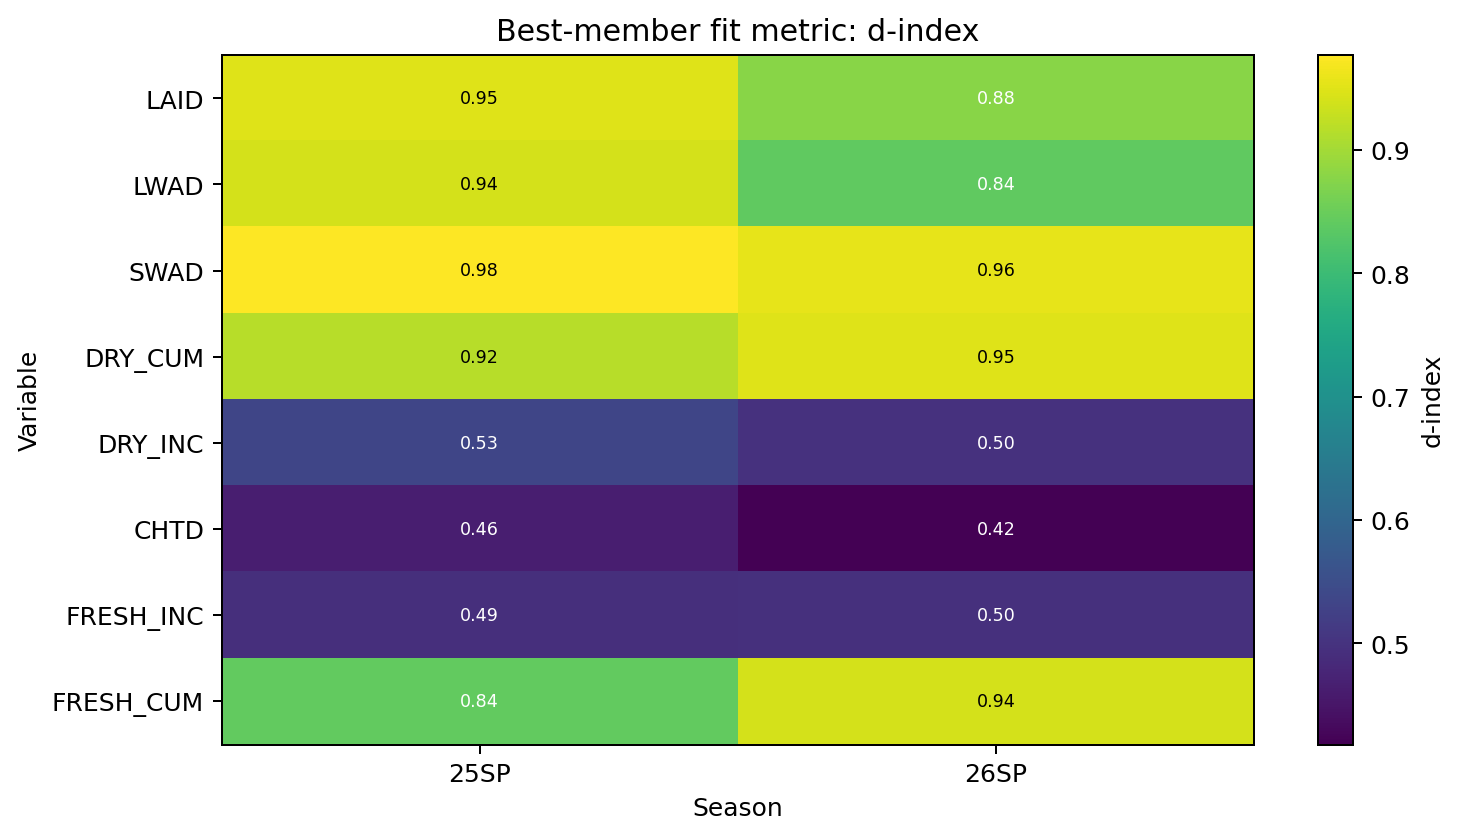 Best-member fit metric: d-index
LAID 0.95 0.88
LWAD 0.94 0.84
SWAD 0.98 0.96
DRY_CUM 0.92 0.95
DRY_INC 0.53 0.50
CHTD 0.46 0.42
FRESH_INC 0.49 0.50
FRESH_CUM 0.84 0.94
25SP 26SP
Season
Variable
0.9
0.8
0.7
0.6
0.5
d-index